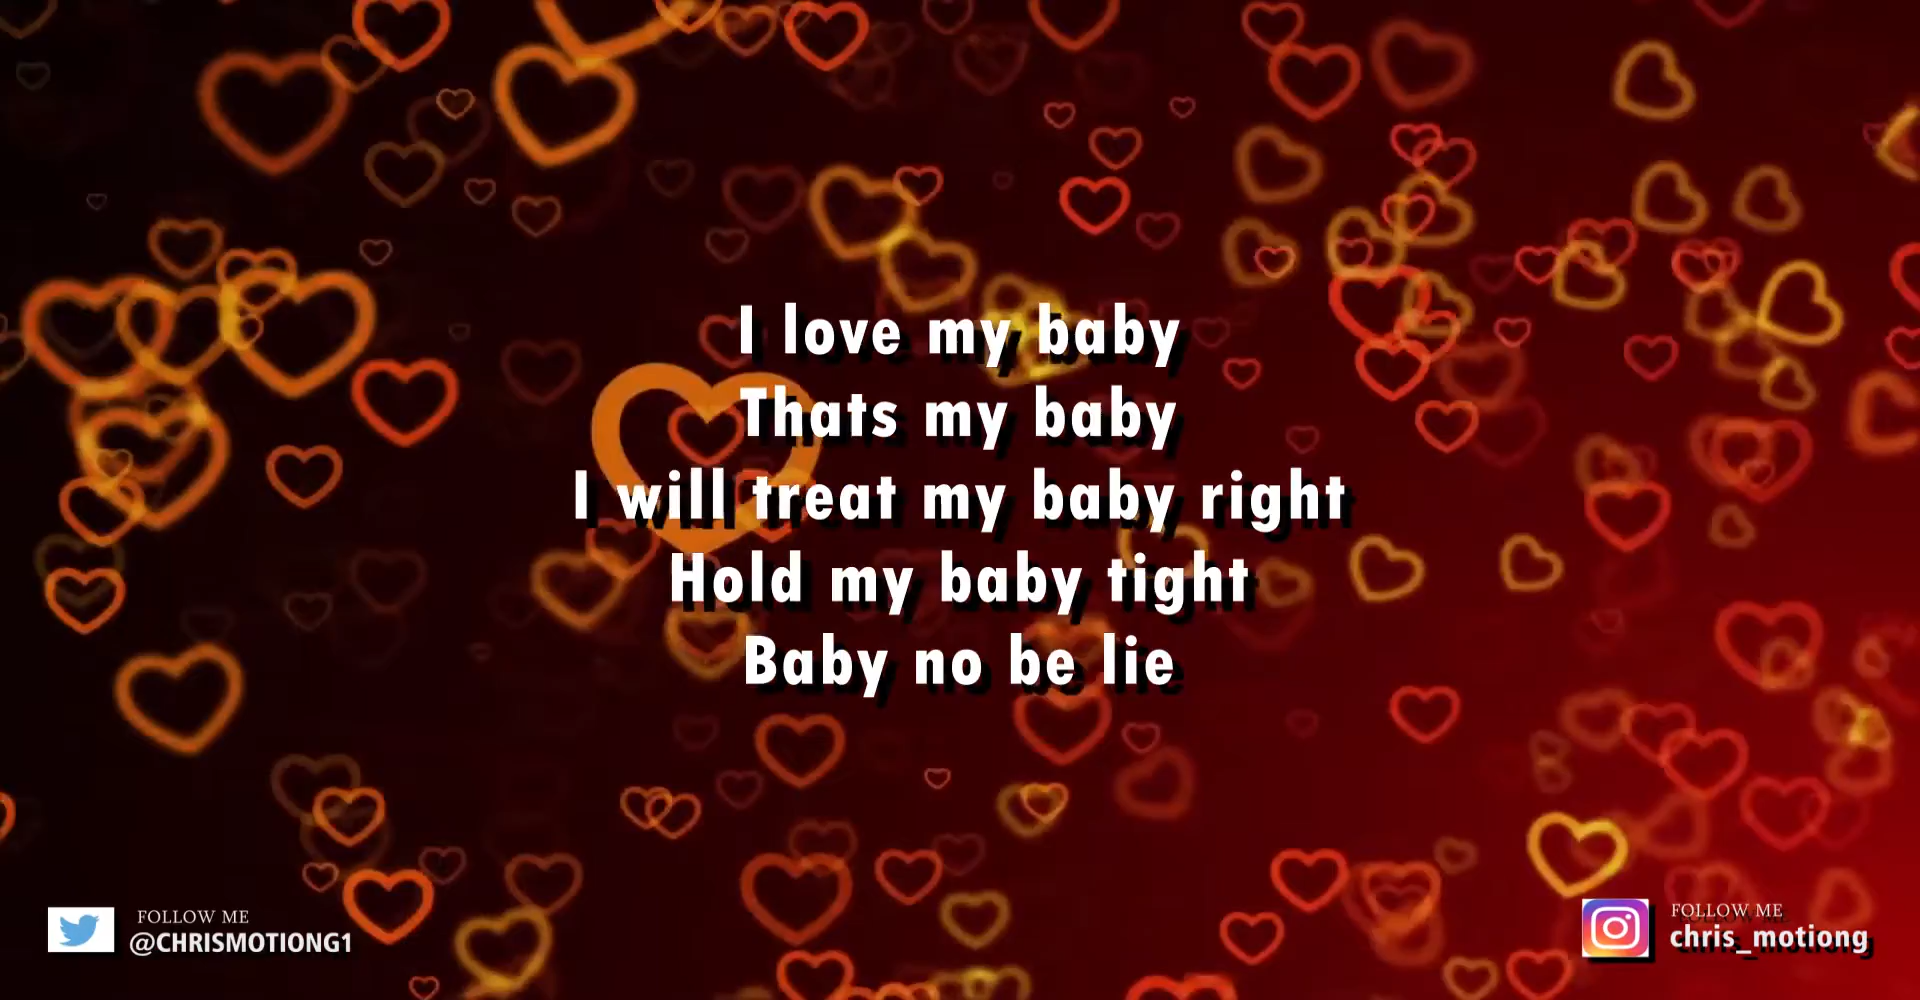 I love my baby
Thats my baby
I will treat my baby right
Hold my baby tight
Baby no be lie
FOLLOW ME
@CHRISMOTIONG1
FOLLOW ME
chris_motiong